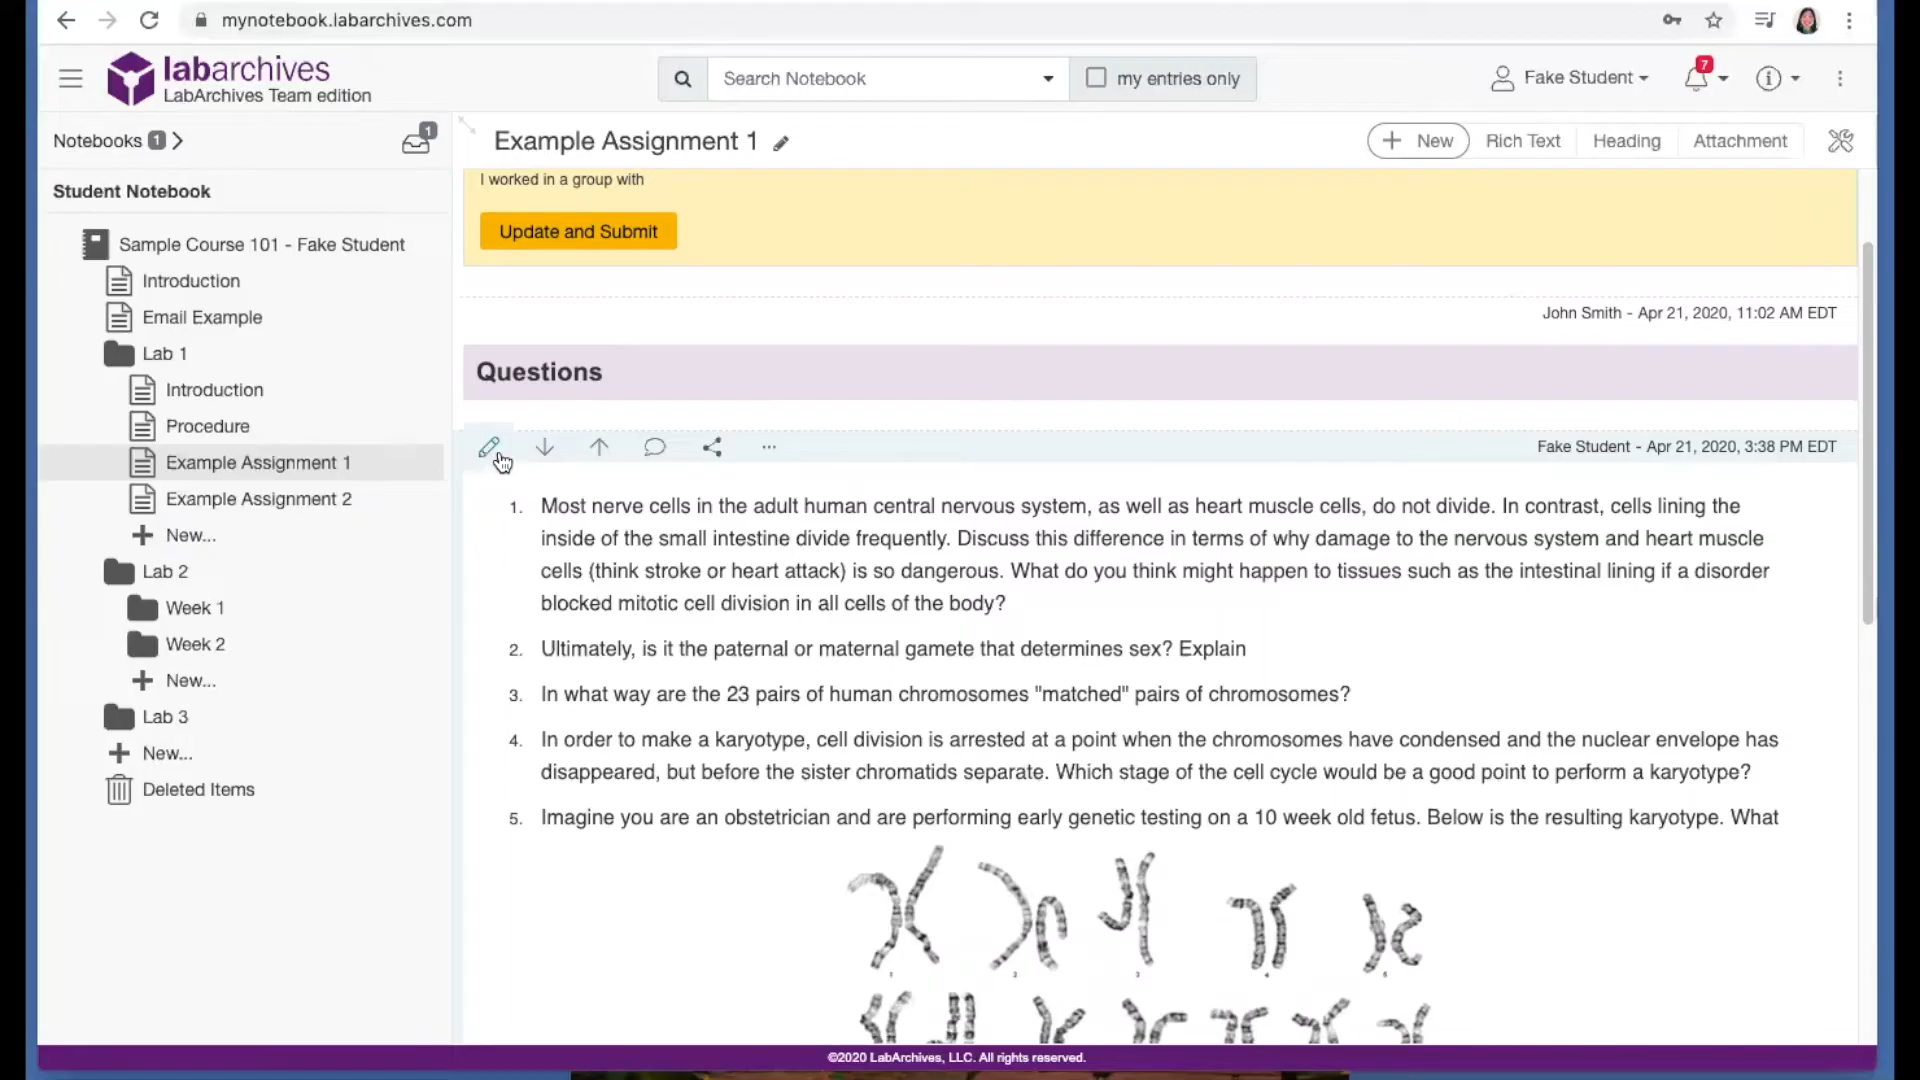 mynotebook.labarchives.com
labarchives
LabArchives Team edition
Search Notebook
my entries only
Fake Student
7
Notebooks 1
1
Example Assignment 1
New
Rich Text
Heading
Attachment
Student Notebook
Sample Course 101 - Fake Student
Introduction
Email Example
Lab 1
Introduction
Procedure
Example Assignment 1
Example Assignment 2
New...
Lab 2
Week 1
Week 2
New...
Lab 3
New...
Deleted Items
I worked in a group with
Update and Submit
John Smith - Apr 21, 2020, 11:02 AM EDT
Questions
Fake Student - Apr 21, 2020, 3:38 PM EDT
1. Most nerve cells in the adult human central nervous system, as well as heart muscle cells, do not divide. In contrast, cells lining the
inside of the small intestine divide frequently. Discuss this difference in terms of why damage to the nervous system and heart muscle
cells (think stroke or heart attack) is so dangerous. What do you think might happen to tissues such as the intestinal lining if a disorder
blocked mitotic cell division in all cells of the body?
2. Ultimately, is it the paternal or maternal gamete that determines sex? Explain
3. In what way are the 23 pairs of human chromosomes "matched" pairs of chromosomes?
4. In order to make a karyotype, cell division is arrested at a point when the chromosomes have condensed and the nuclear envelope has
disappeared, but before the sister chromatids separate. Which stage of the cell cycle would be a good point to perform a karyotype?
5. Imagine you are an obstetrician and are performing early genetic testing on a 10 week old fetus. Below is the resulting karyotype. What
1 2 3 4 5
©2020 LabArchives, LLC. All rights reserved.